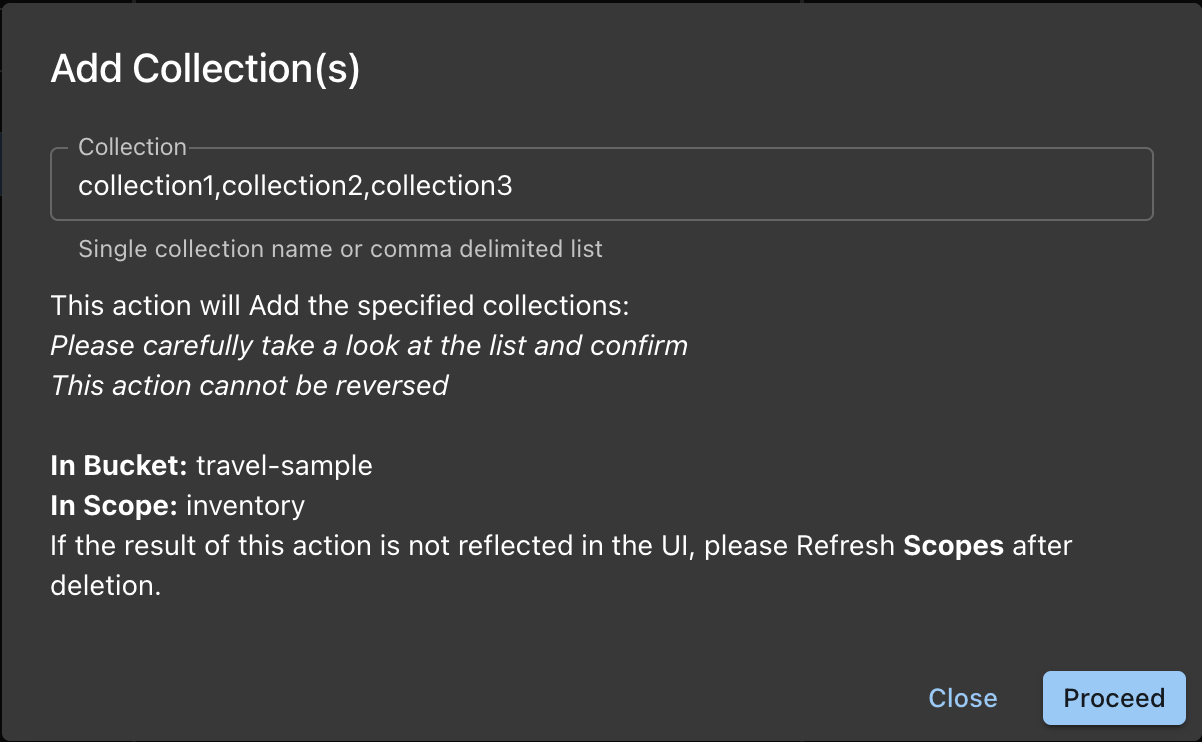 Add Collection(s)
Collection
collection1,collection2,collection3
Single collection name or comma delimited list
This action will Add the specified collections:
Please carefully take a look at the list and confirm
This action cannot be reversed
In Bucket: travel-sample
In Scope: inventory
If the result of this action is not reflected in the UI, please Refresh Scopes after
deletion.
Close
Proceed